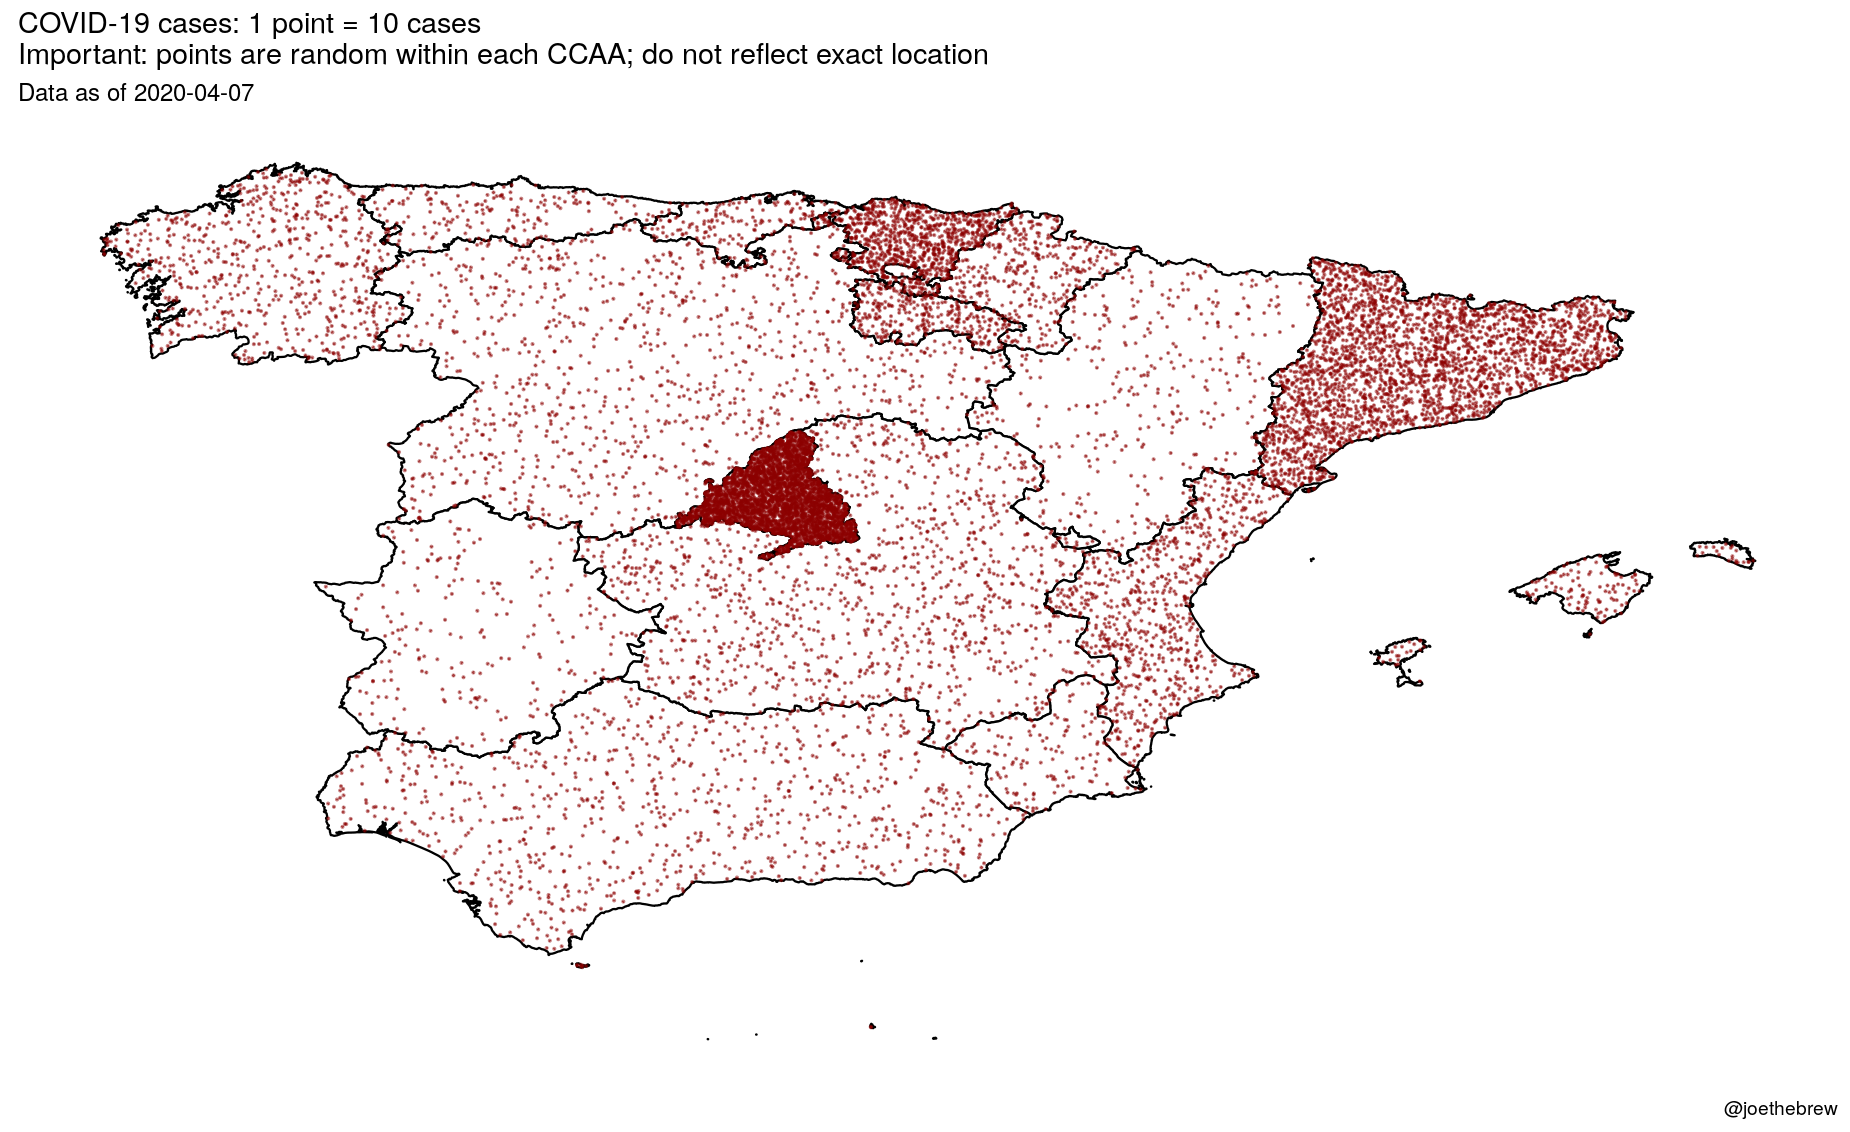 COVID-19 cases: 1 point = 10 cases
Important: points are random within each CCAA; do not reflect exact location
Data as of 2020-04-07
@joethebrew